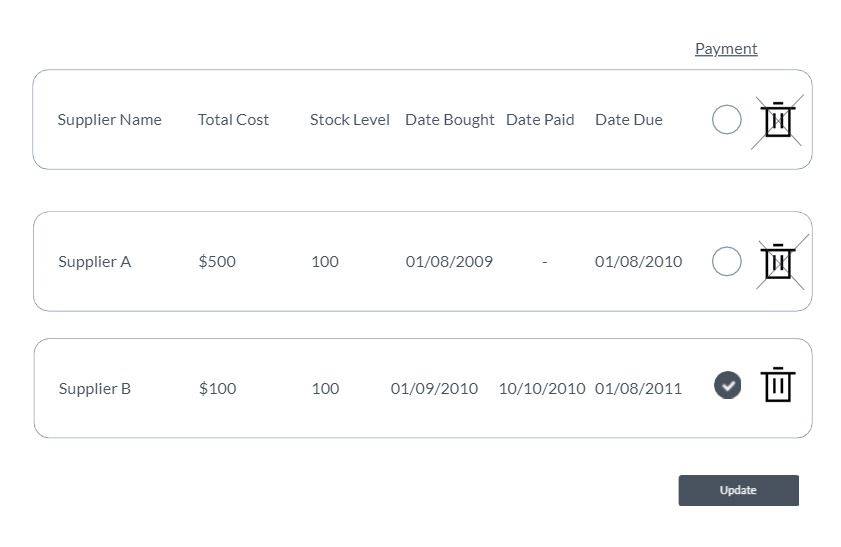 Payment
Supplier Name Total Cost Stock Level Date Bought Date Paid Date Due
Supplier A $500 100 01/08/2009 - 01/08/2010
Supplier B $100 100 01/09/2010 10/10/2010 01/08/2011
Update